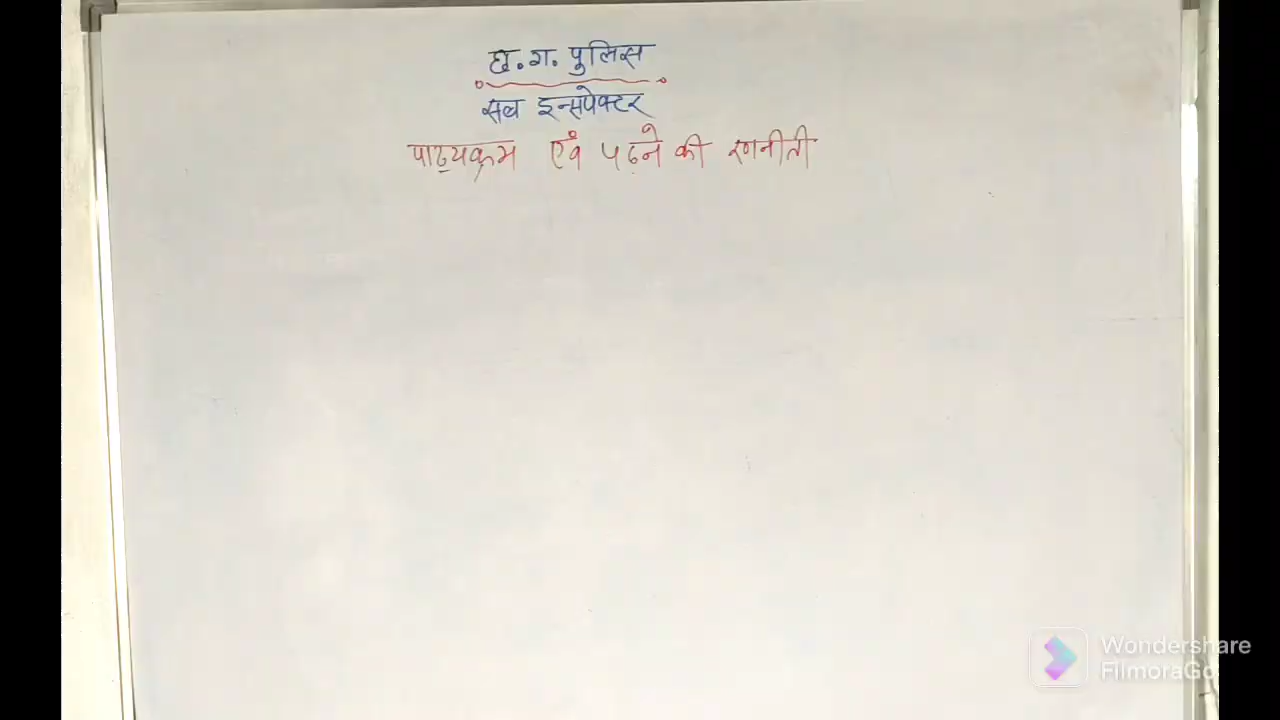 छ. ग. पुलिस
सब इन्सपेक्टर
पाढ़यक्रम एवं पढ़ने की रणनीती
Wondershare
FilmoraGo